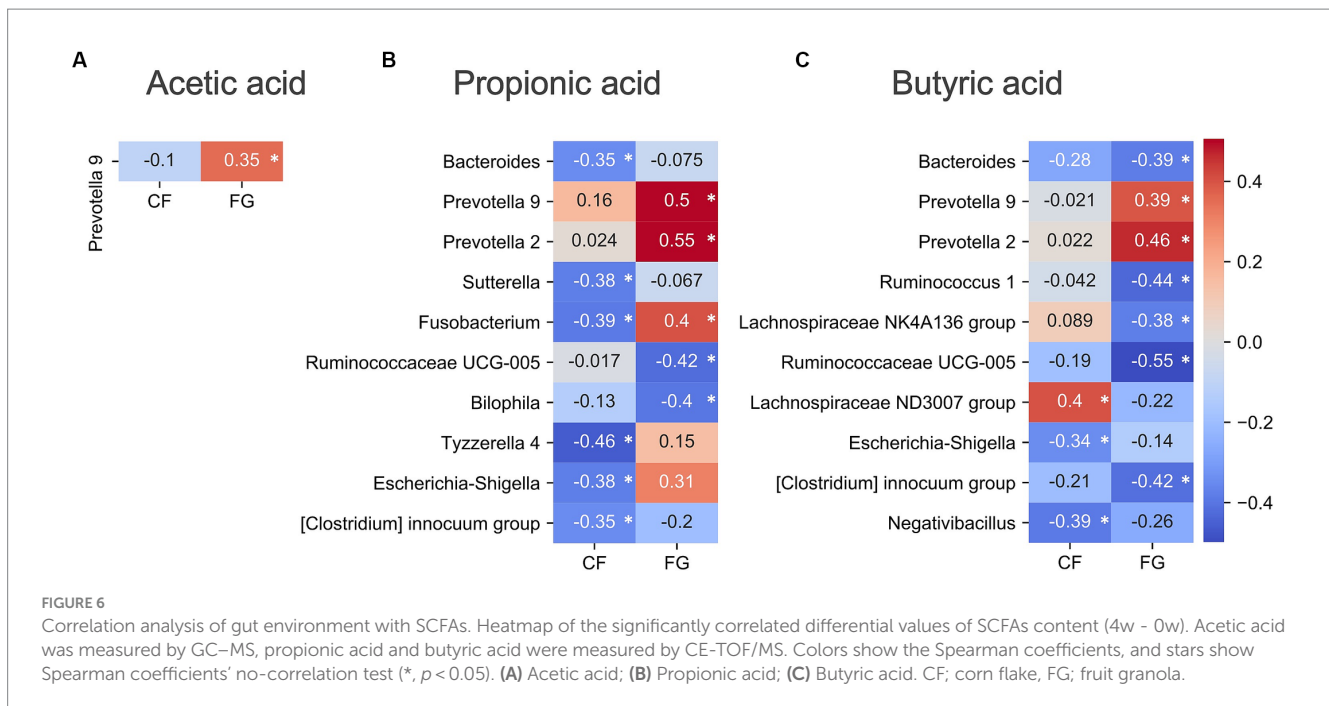 A
Acetic acid
Prevotella 9
-0.1 0.35 *
CF FG
B
Propionic acid
Bacteroides -0.35 * -0.075
Prevotella 9 0.16 0.5 *
Prevotella 2 0.024 0.55 *
Sutterella -0.38 * -0.067
Fusobacterium -0.39 * 0.4 *
Ruminococcaceae UCG-005 -0.017 -0.42 *
Bilophila -0.13 -0.4 *
Tyzzerella 4 -0.46 * 0.15
Escherichia-Shigella -0.38 * 0.31
[Clostridium] innocuum group -0.35 * -0.2
CF FG
C
Butyric acid
Bacteroides -0.28 -0.39 *
Prevotella 9 -0.021 0.39 *
Prevotella 2 0.022 0.46 *
Ruminococcus 1 -0.042 -0.44 *
Lachnospiraceae NK4A136 group 0.089 -0.38 *
Ruminococcaceae UCG-005 -0.19 -0.55 *
Lachnospiraceae ND3007 group 0.4 * -0.22
Escherichia-Shigella -0.34 * -0.14
[Clostridium] innocuum group -0.21 -0.42 *
Negativibacillus -0.39 * -0.26
CF FG
0.4
0.2
0.0
−0.2
−0.4
FIGURE 6
Correlation analysis of gut environment with SCFAs. Heatmap of the significantly correlated differential values of SCFAs content (4w - 0w). Acetic acid
was measured by GC–MS, propionic acid and butyric acid were measured by CE-TOF/MS. Colors show the Spearman coefficients, and stars show
Spearman coefficients' no-correlation test (*, p < 0.05). (A) Acetic acid; (B) Propionic acid; (C) Butyric acid. CF; corn flake, FG; fruit granola.